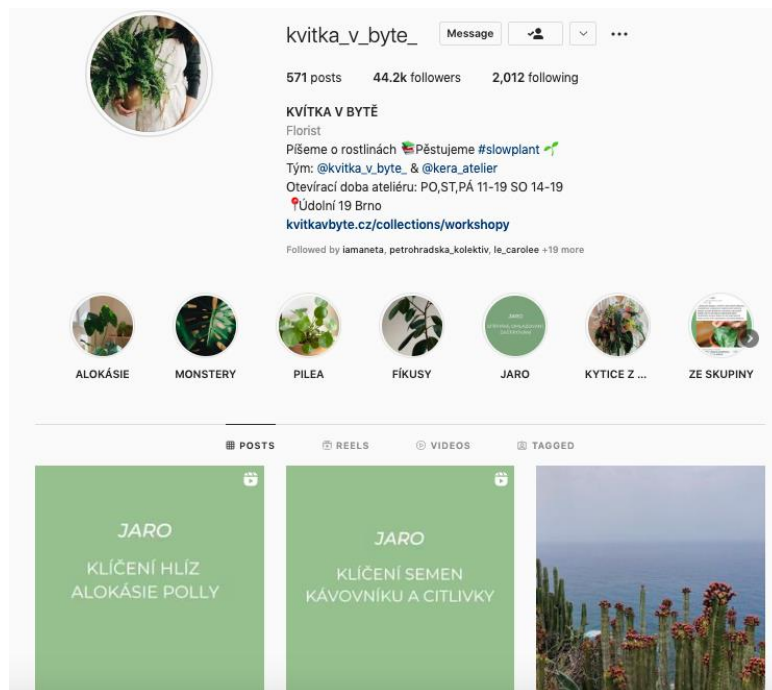 kvitka_v_byte_ Message
571 posts 44.2k followers 2,012 following
KVÍTKA V BYTĚ
Florist
Píšeme o rostlinách 📚Pěstujeme #slowplant 🌱
Tým: @kvitka_v_byte_ & @kera_atelier
Otevírací doba ateliéru: PO,ST,PÁ 11-19 SO 14-19
📍Údolní 19 Brno
kvitkavbyte.cz/collections/workshopy
Followed by iamaneta, petrohradska_kolektiv, le_carolee +19 more
JARO
ALOKÁSIE MONSTERY PILEA FÍKUSY JARO KYTICE Z ... ZE SKUPINY
POSTS REELS VIDEOS TAGGED
JARO
KLÍČENÍ HLÍZ
ALOKÁSIE POLLY
JARO
KLÍČENÍ SEMEN
KÁVOVNÍKU A CITLIVKY